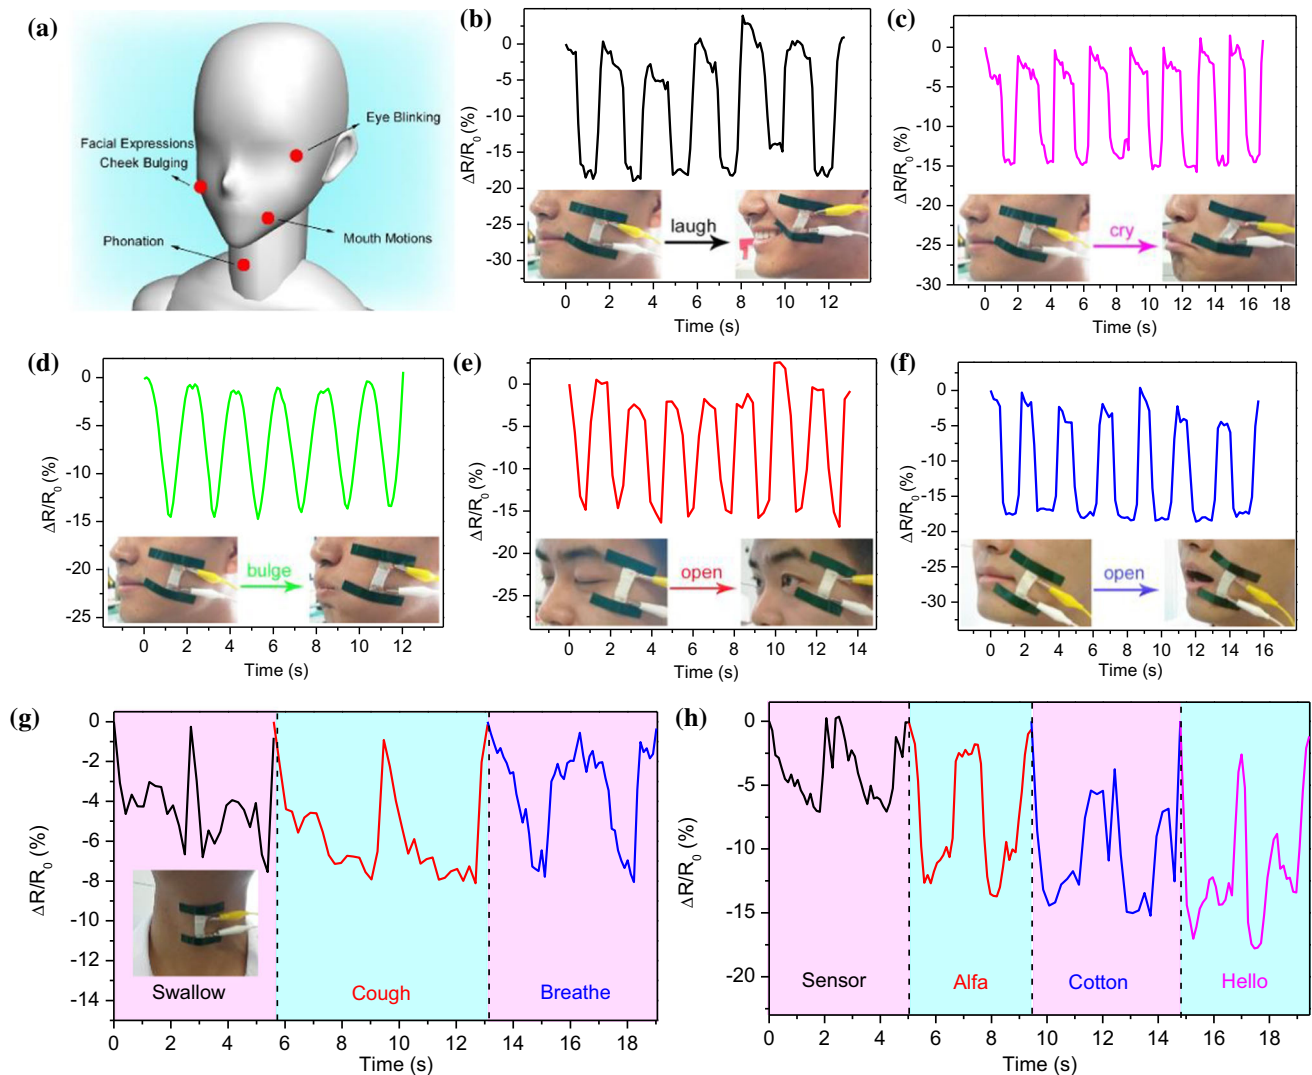 (a)
Eye Blinking
Facial Expressions
Cheek Bulging
Mouth Motions
Phonation
(b)
0
-5
-10
-15
-20
-25
-30
ΔR/R0 (%)
laugh
0 2 4 6 8 10 12
Time (s)
(c)
0
-5
-10
-15
-20
-25
-30
ΔR/R0 (%)
cry
0 2 4 6 8 10 12 14 16
Time (s)
(d)
0
-5
-10
-15
-20
-25
ΔR/R0 (%)
bulge
0 2 4 6 8 10 12
Time (s)
(e)
0
-5
-10
-15
-20
-25
ΔR/R0 (%)
open
0 2 4 6 8 10 12 14
Time (s)
(f)
0
-5
-10
-15
-20
-25
-30
ΔR/R0 (%)
open
0 2 4 6 8 10 12 14 16
Time (s)
(g)
0
-2
-4
-6
-8
-10
-12
-14
ΔR/R0 (%)
Swallow Cough Breathe
0 2 4 6 8 10 12 14 16 18
Time (s)
(h)
0
-5
-10
-15
-20
ΔR/R0 (%)
Sensor Alfa Cotton Hello
0 2 4 6 8 10 12 14 16 18
Time (s)